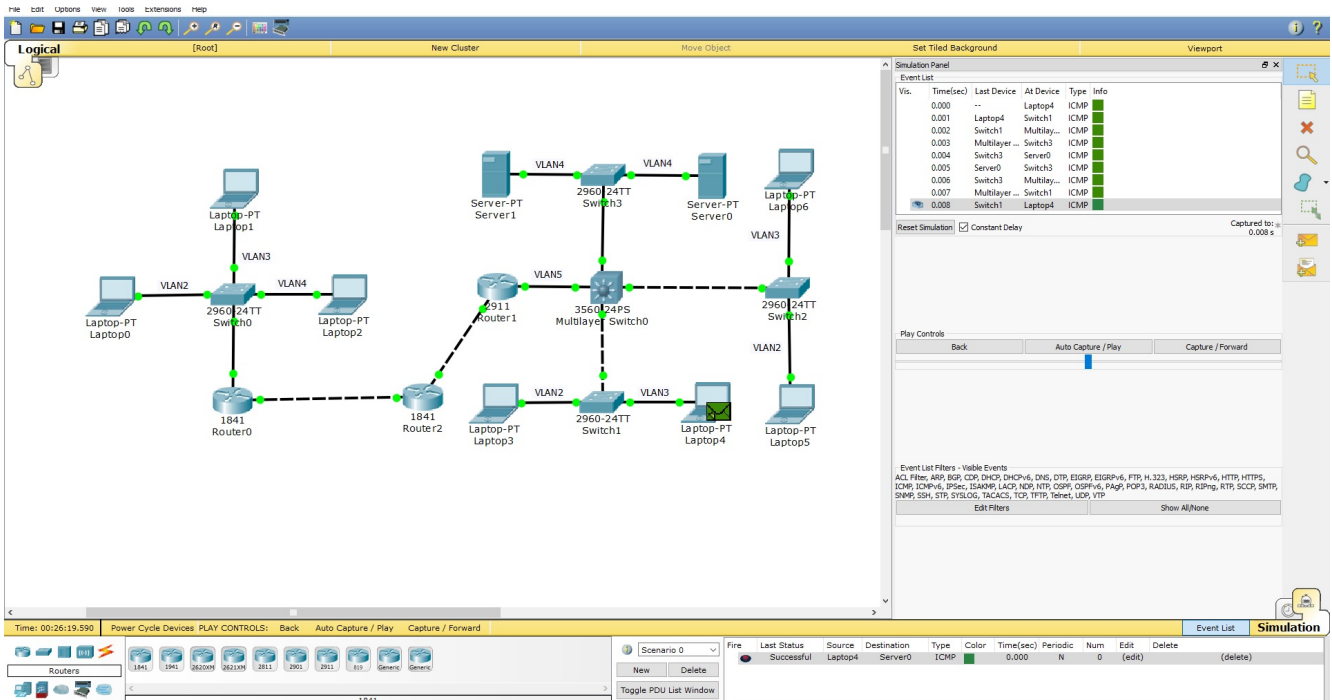 File Edit Options View Tools Extensions Help
Logical [Root] New Cluster Move Object Set Tiled Background Viewport
Laptop-PT
Laptop1
VLAN3
VLAN2
VLAN4
Laptop-PT
Laptop0
2960-24TT
Switch0
Laptop-PT
Laptop2
1841
Router0
1841
Router2
VLAN4
VLAN4
Server-PT
Server1
2960-24TT
Switch3
Server-PT
Server0
Laptop-PT
Laptop6
VLAN3
VLAN5
2911
Router1
3560-24PS
Multilayer Switch0
2960-24TT
Switch2
VLAN2
VLAN2
VLAN3
Laptop-PT
Laptop3
2960-24TT
Switch1
Laptop-PT
Laptop4
Laptop-PT
Laptop5
Simulation Panel
Event List
Vis. Time(sec) Last Device At Device Type Info
0.000 -- Laptop4 ICMP
0.001 Laptop4 Switch1 ICMP
0.002 Switch1 Multilay... ICMP
0.003 Multilayer ... Switch3 ICMP
0.004 Switch3 Server0 ICMP
0.005 Server0 Switch3 ICMP
0.006 Switch3 Multilay... ICMP
0.007 Multilayer ... Switch1 ICMP
0.008 Switch1 Laptop4 ICMP
Reset Simulation Constant Delay Captured to: *
0.008 s
Play Controls
Back Auto Capture / Play Capture / Forward
Event List Filters - Visible Events
ACL Filter, ARP, BGP, CDP, DHCP, DHCPv6, DNS, DTP, EIGRP, EIGRPv6, FTP, H.323, HSRP, HSRPv6, HTTP, HTTPS,
ICMP, ICMPv6, IPSec, ISAKMP, LACP, NDP, NTP, OSPF, OSPFv6, PAgP, POP3, RADIUS, RIP, RIPng, RTP, SCCP, SMTP,
SNMP, SSH, STP, SYSLOG, TACACS, TCP, TFTP, Telnet, UDP, VTP
Edit Filters Show All/None
Time: 00:26:19.590 Power Cycle Devices PLAY CONTROLS: Back Auto Capture / Play Capture / Forward Event List Simulation
Routers
1841 1941 2620XM 2621XM 2811 2901 2911 819 Generic Generic
1841
Scenario 0
New Delete
Toggle PDU List Window
Fire Last Status Source Destination Type Color Time(sec) Periodic Num Edit Delete
Successful Laptop4 Server0 ICMP 0.000 N 0 (edit) (delete)